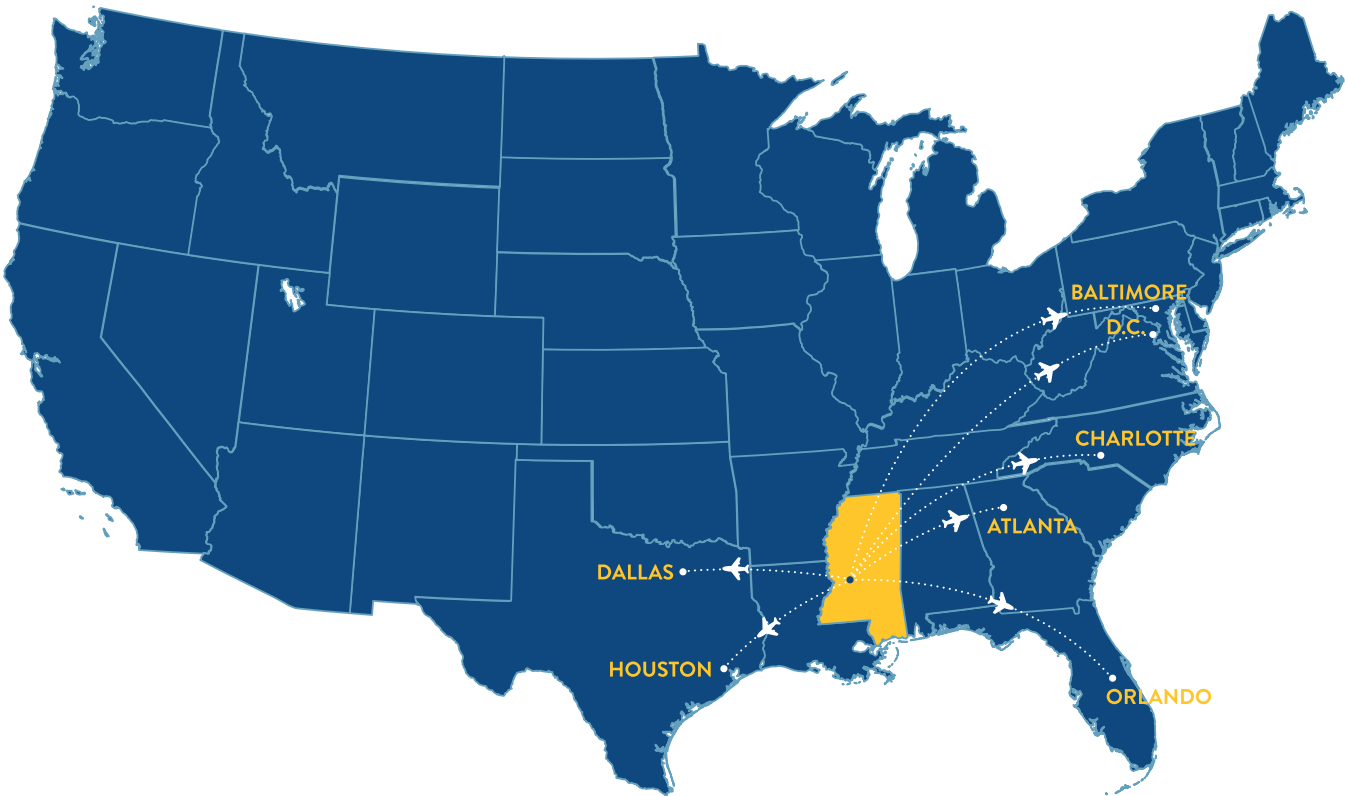 BALTIMORE
D.C.
CHARLOTTE
ATLANTA
DALLAS
HOUSTON
ORLANDO